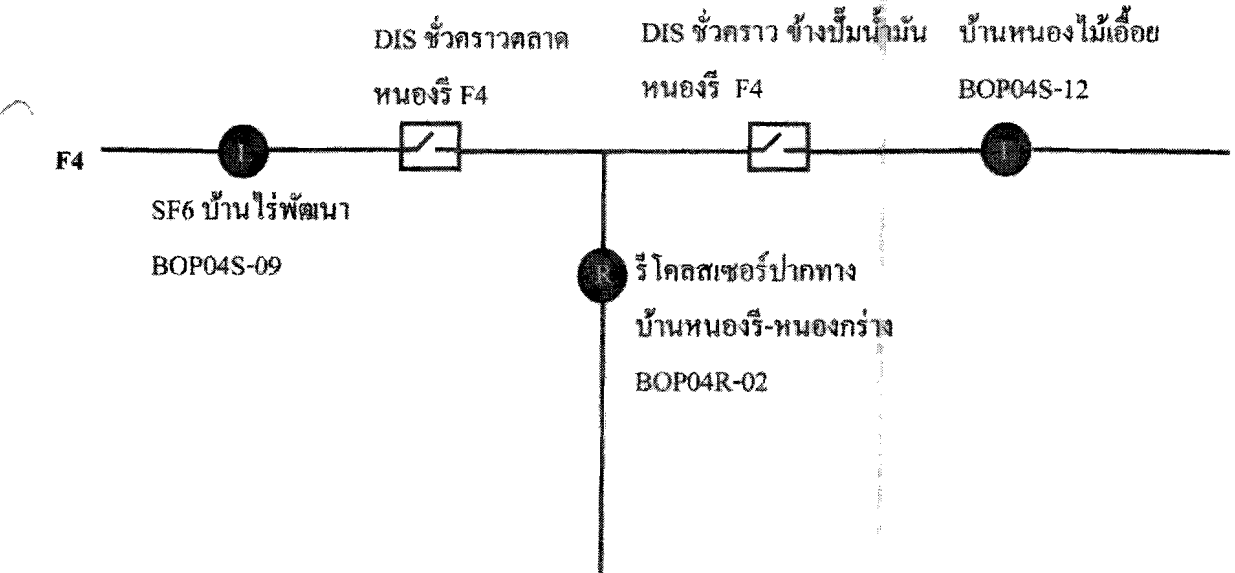 DIS ชั่วคราวตลาด
หนองรี F4
DIS ชั่วคราว ข้างปั๊มน้ำมัน
หนองรี F4
บ้านหนองไม้เอื้อย
BOP04S-12
F4
I
I
SF6 บ้านไร่พัฒนา
BOP04S-09
R
รีโคลสเซอร์ปากทาง
บ้านหนองรี-หนองกร่าง
BOP04R-02